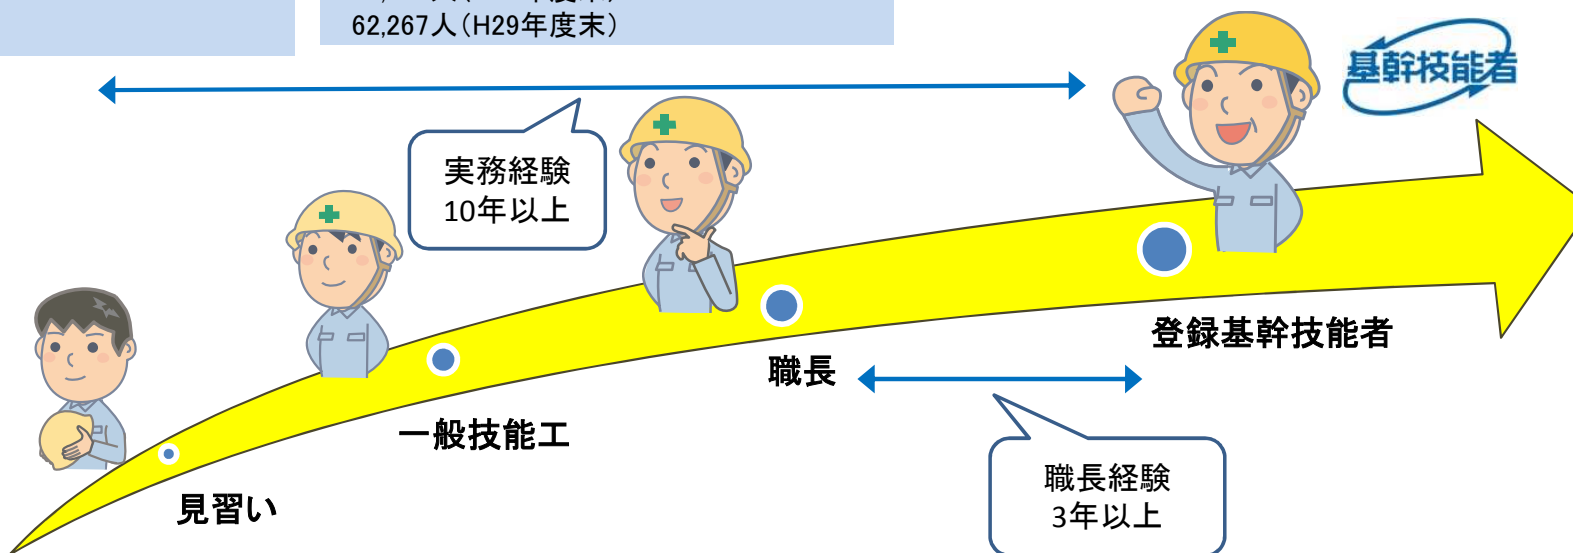 62,267人(H29年度末)
基幹技能者
実務経験
10年以上
登録基幹技能者
職長
一般技能工
職長経験
3年以上
見習い